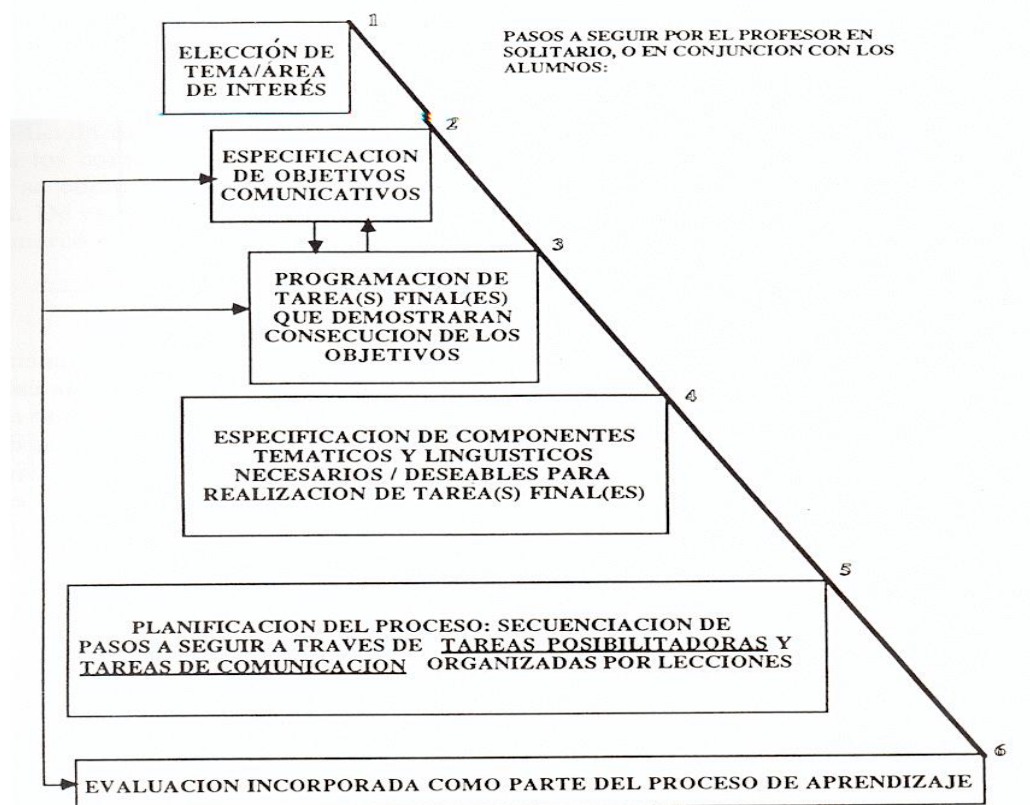 1
PASOS A SEGUIR POR EL PROFESOR EN
SOLITARIO, O EN CONJUNCION CON LOS
ALUMNOS:
ELECCIÓN DE
TEMA/ÁREA
DE INTERÉS
2
ESPECIFICACION
DE OBJETIVOS
COMUNICATIVOS
3
PROGRAMACION DE
TAREA(S) FINAL(ES)
QUE DEMOSTRARAN
CONSECUCION DE LOS
OBJETIVOS
4
ESPECIFICACION DE COMPONENTES
TEMATICOS Y LINGUISTICOS
NECESARIOS / DESEABLES PARA
REALIZACION DE TAREA(S) FINAL(ES)
5
PLANIFICACION DEL PROCESO: SECUENCIACION DE
PASOS A SEGUIR A TRAVES DE TAREAS POSIBILITADORAS Y
TAREAS DE COMUNICACION ORGANIZADAS POR LECCIONES
6
EVALUACION INCORPORADA COMO PARTE DEL PROCESO DE APRENDIZAJE